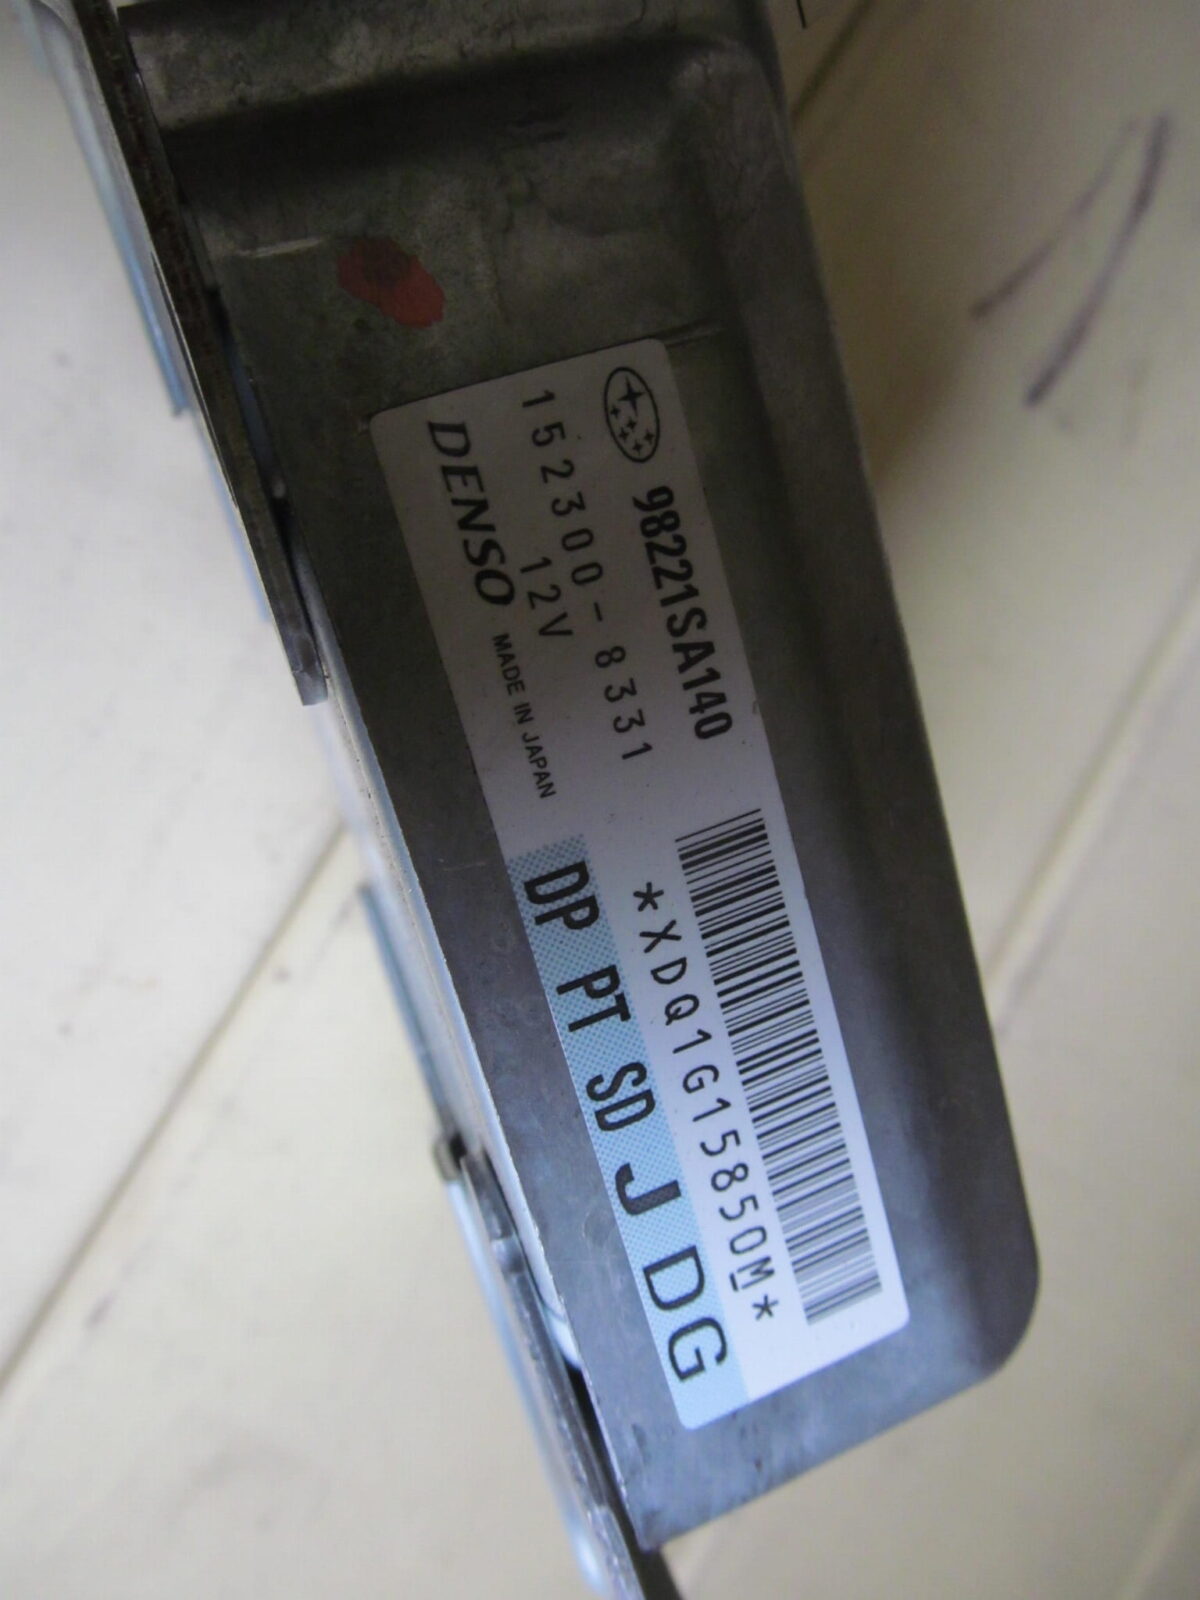 98221SA140
152300-8331
12V
DENSO MADE IN JAPAN
*XDQ1G15850M*
DP PT SD J DG